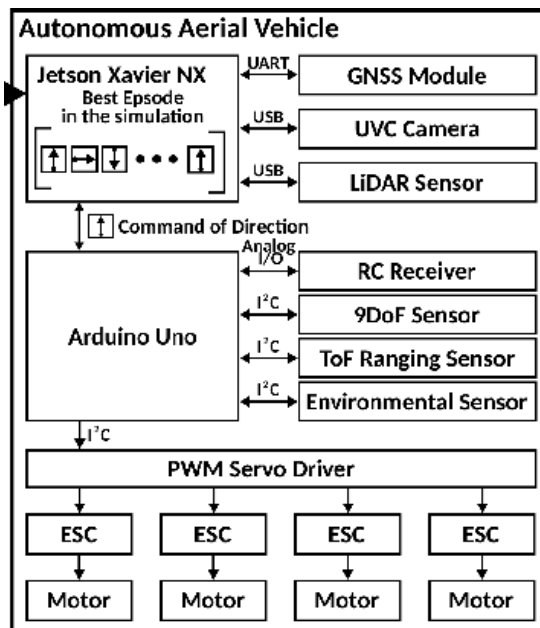 Autonomous Aerial Vehicle
Jetson Xavier NX
Best Epsode
in the simulation
UART
GNSS Module
USB
UVC Camera
USB
LiDAR Sensor
Command of Direction
Analog
I/O
RC Receiver
Arduino Uno
I²C
9DoF Sensor
I²C
ToF Ranging Sensor
I²C
Environmental Sensor
I²C
PWM Servo Driver
ESC ESC ESC ESC
Motor Motor Motor Motor